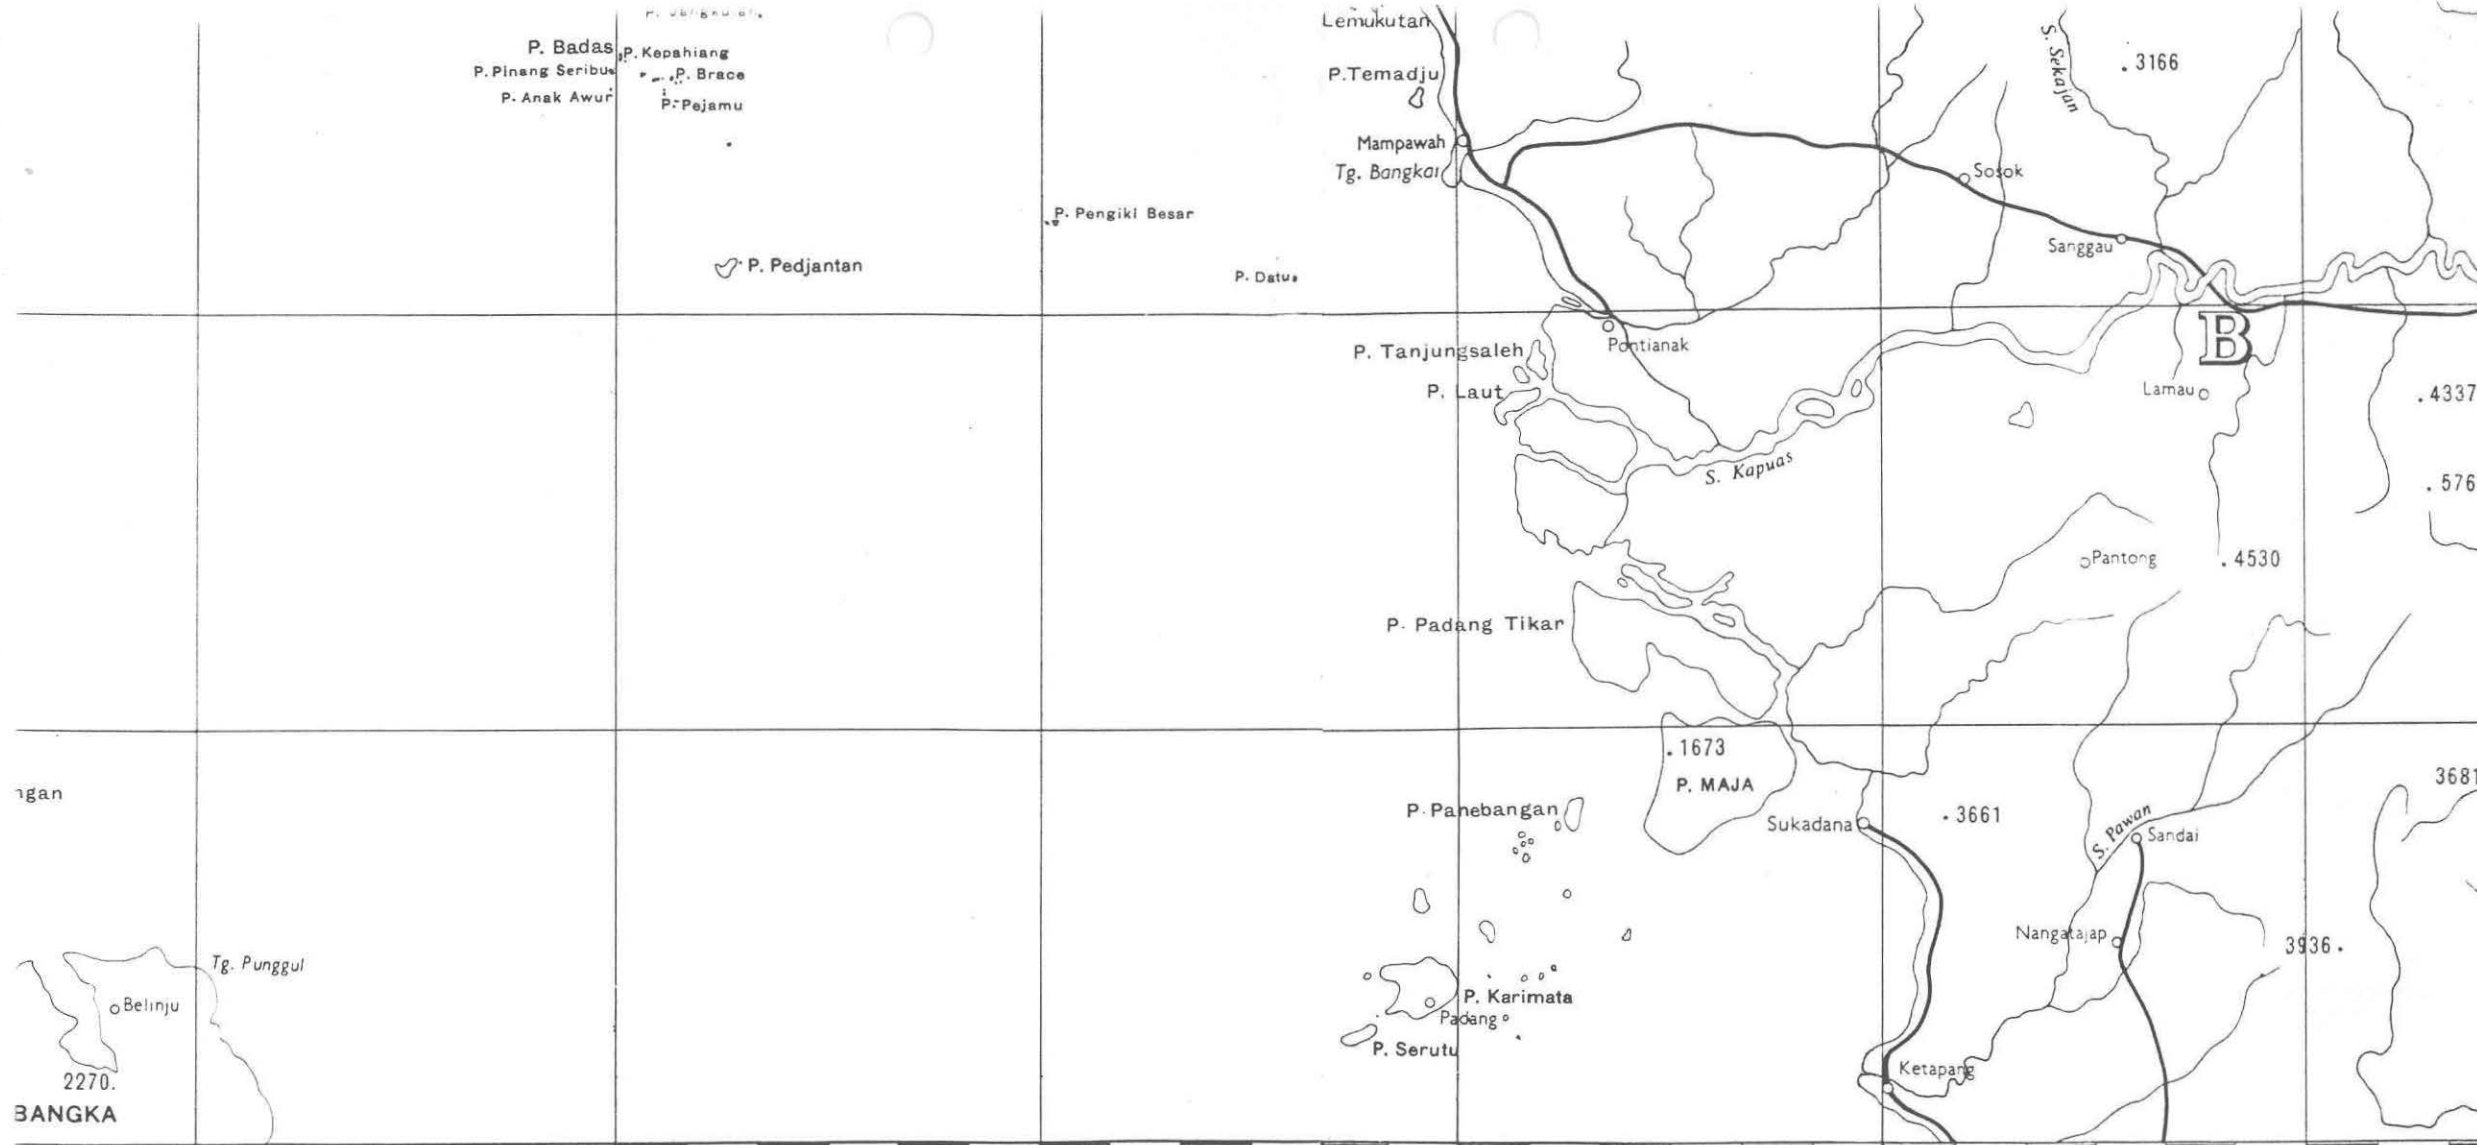 Lemukutan
P. Badas
P. Kepahiang
3166
S. Sekajan
P. Pinang Seribu
P. Brace
P. Temadju
P. Anak Awur
P. Pejamu
Mampawah
Tg. Bangkai
Sosok
P. Pengiki Besar
Sanggau
P. Pedjantan
P. Datu
B
Pontianak
P. Tanjungsaleh
P. Laut
Lamau
.4337
S. Kapuas
.576
Pantong
.4530
P. Padang Tikar
.1673
P. MAJA
3681
ngan
P. Panebangan
Sukadana
.3661
S. Pawan
Sandai
Nangatajap
3936.
Tg. Punggul
Belinju
P. Karimata
Padang
P. Serutu
Ketapang
2270.
BANGKA